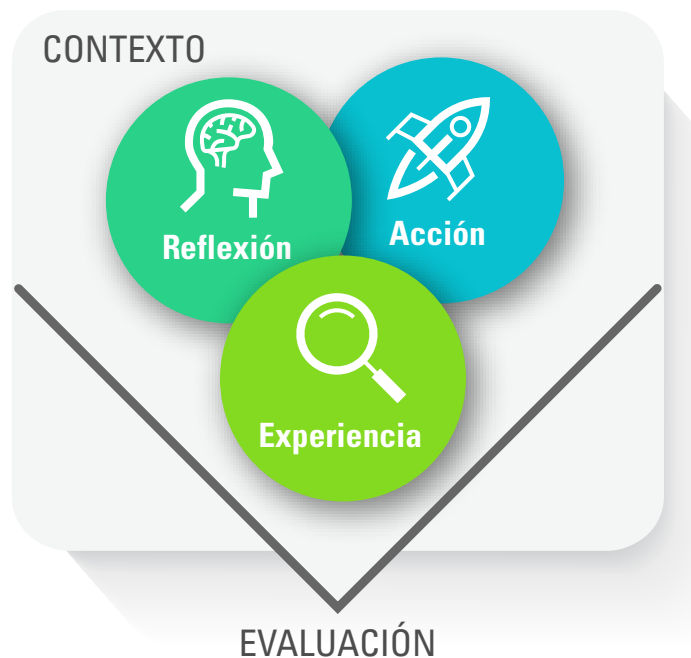 CONTEXTO
Reflexión
Acción
Experiencia
EVALUACIÓN